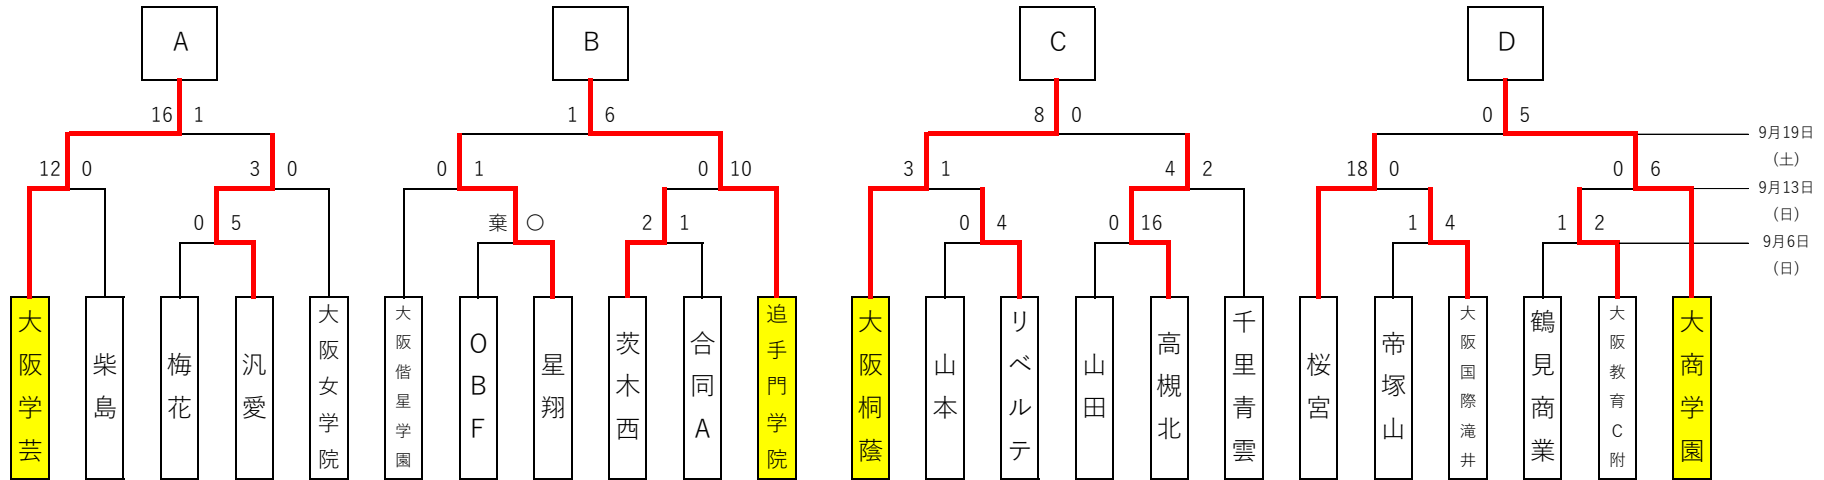 A B C D
16 1 1 6 8 0 0 5
9月19日
(土)
12 0 3 0 0 1 0 10 3 1 4 2 18 0 0 6
9月13日
(日)
0 5 棄 〇 2 1 0 4 0 16 1 4 1 2
9月6日
(日)
大阪学芸
柴島
梅花
汎愛
大阪女学院
大阪偕星学園
OBF
星翔
茨木西
合同A
追手門学院
大阪桐蔭
山本
リベルテ
山田
高槻北
千里青雲
桜宮
帝塚山
大阪国際滝井
鶴見商業
大阪教育C附
大商学園